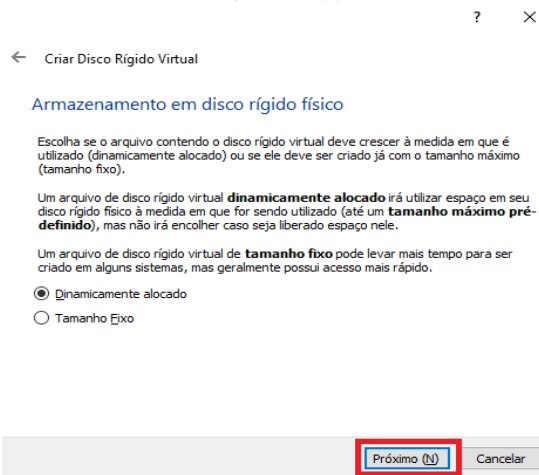 ?
Criar Disco Rígido Virtual
Armazenamento em disco rígido físico
Escolha se o arquivo contendo o disco rígido virtual deve crescer à medida em que é
utilizado (dinamicamente alocado) ou se ele deve ser criado já com o tamanho máximo
(tamanho fixo).
Um arquivo de disco rígido virtual dinamicamente alocado irá utilizar espaço em seu
disco rígido físico à medida em que for sendo utilizado (até um tamanho máximo pré-
definido), mas não irá encolher caso seja liberado espaço nele.
Um arquivo de disco rígido virtual de tamanho fixo pode levar mais tempo para ser
criado em alguns sistemas, mas geralmente possui acesso mais rápido.
Dinamicamente alocado
Tamanho Fixo
Próximo (N) Cancelar